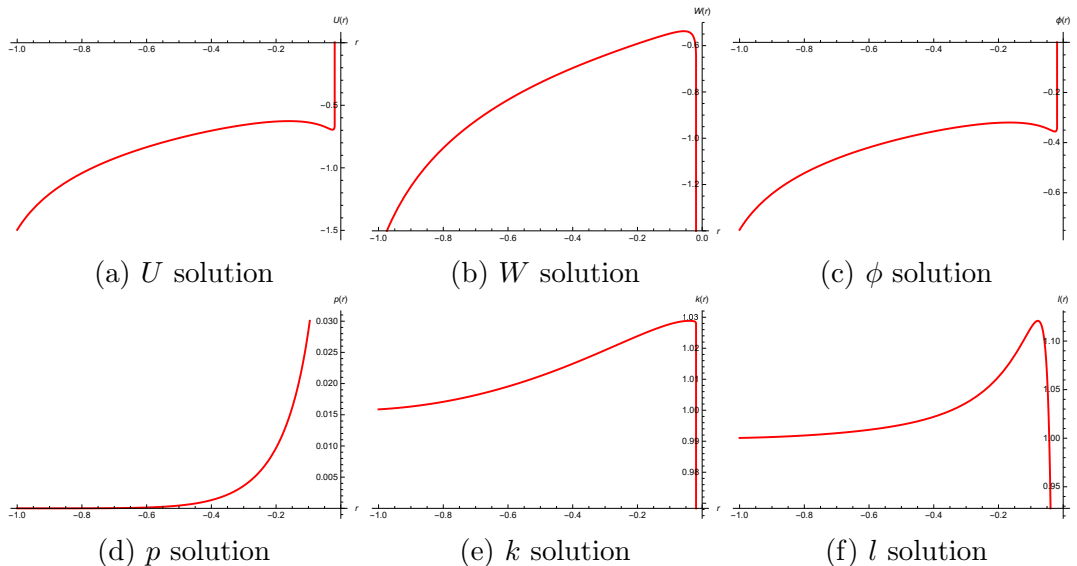 U(r)
−1.0 −0.8 −0.6 −0.4 −0.2 r
−0.5
−1.0
−1.5
(a) U solution
W(r)
−0.6
−0.8
−1.0
−1.2
−1.0 −0.8 −0.6 −0.4 −0.2 0.0 r
(b) W solution
ϕ(r)
−1.0 −0.8 −0.6 −0.4 −0.2 r
−0.2
−0.4
−0.6
(c) ϕ solution
p(r)
0.030
0.025
0.020
0.015
0.010
0.005
−1.0 −0.8 −0.6 −0.4 −0.2 r
(d) p solution
k(r)
1.03
1.02
1.01
1.00
0.99
0.98
−1.0 −0.8 −0.6 −0.4 −0.2 r
(e) k solution
l(r)
1.10
1.05
1.00
0.95
−1.0 −0.8 −0.6 −0.4 −0.2 r
(f) l solution